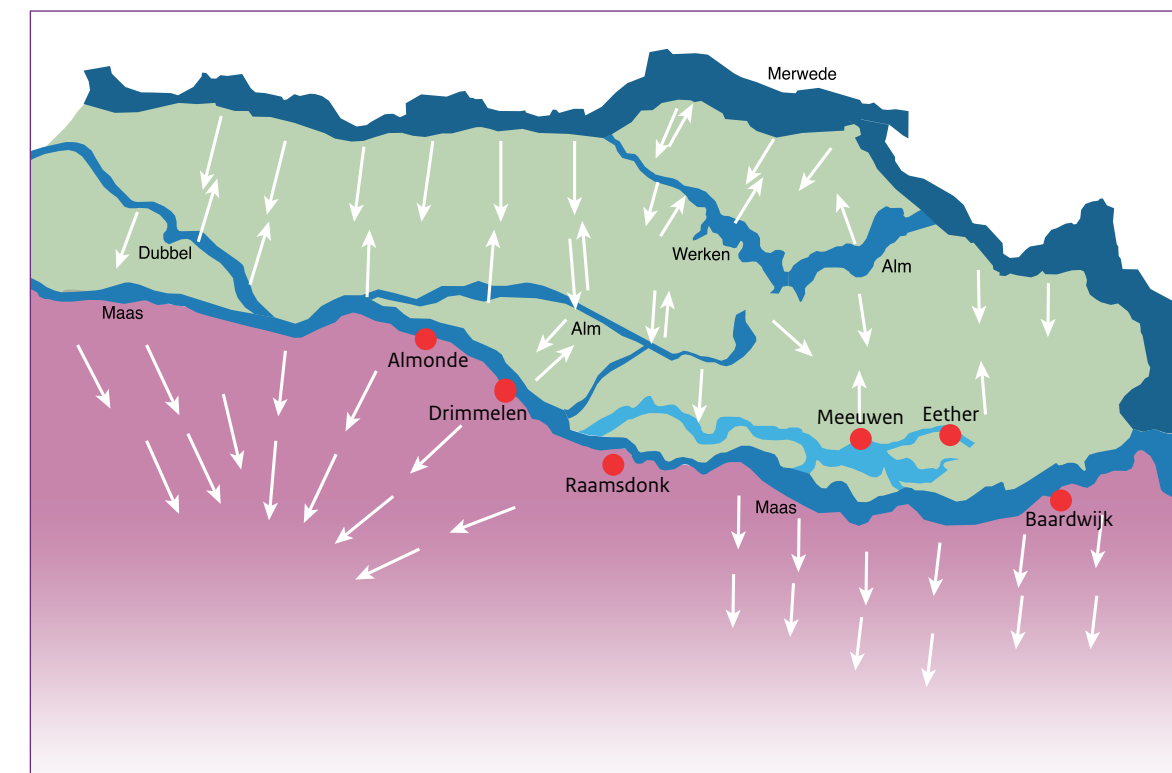 Merwede
Dubbel
Werken
Alm
Maas
Alm
Almonde
Drimmelen
Meeuwen
Eether
Raamsdonk
Maas
Baardwijk